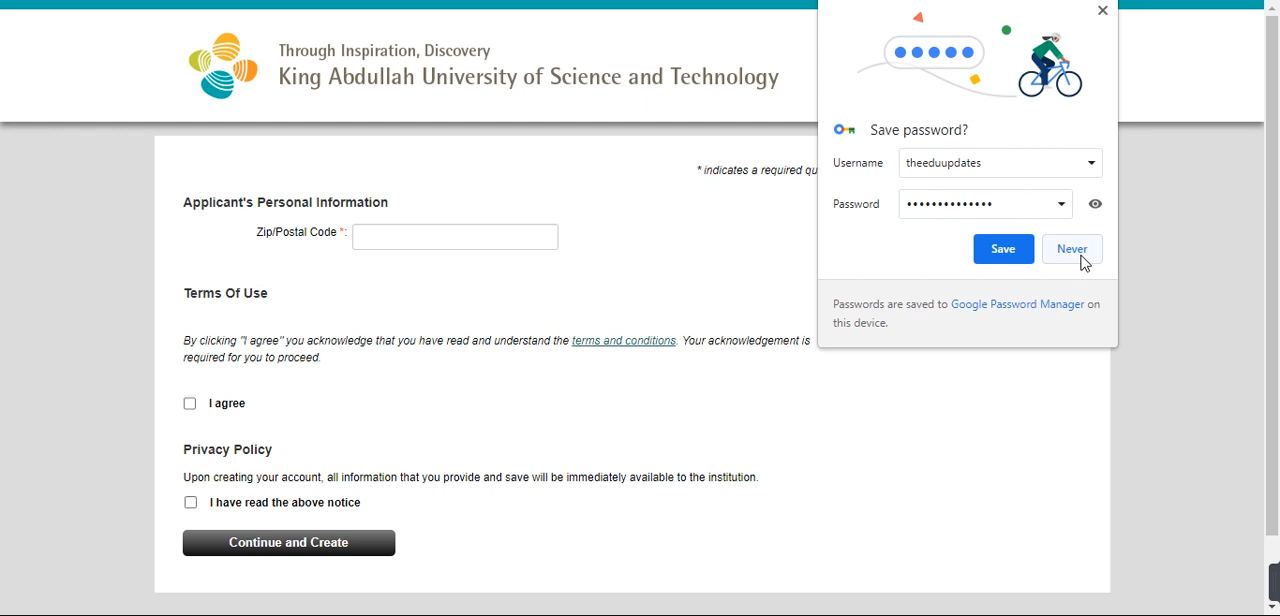 Through Inspiration, Discovery
King Abdullah University of Science and Technology
* indicates a required
Applicant's Personal Information
Zip/Postal Code *:
Terms Of Use
By clicking "I agree" you acknowledge that you have read and understand the terms and conditions. Your acknowledgement is
required for you to proceed.
I agree
Privacy Policy
Upon creating your account, all information that you provide and save will be immediately available to the institution.
I have read the above notice
Continue and Create
Save password?
Username theeduupdates
Password ••••••••••••••
Save Never
Passwords are saved to Google Password Manager on
this device.